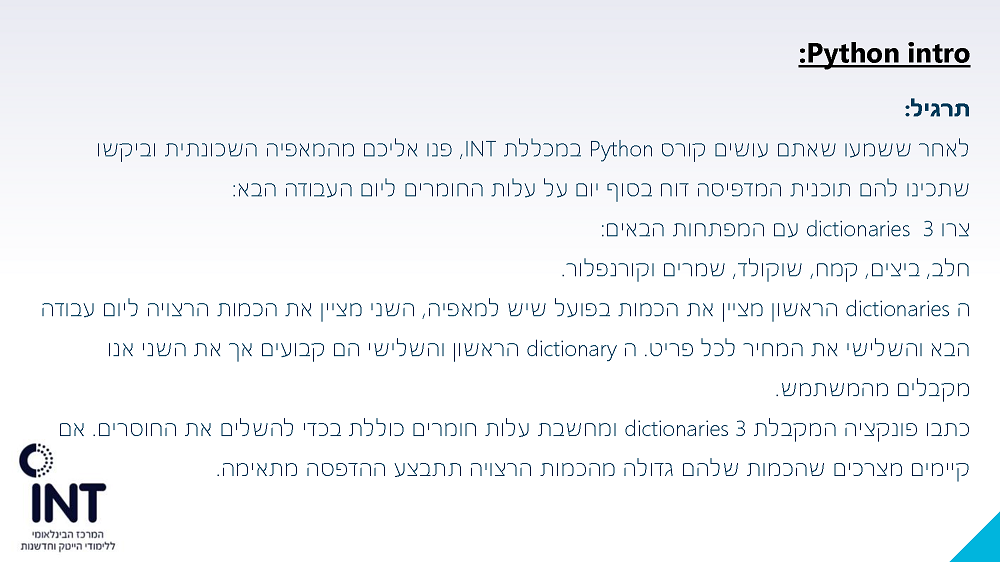 Python intro:
תרגיל:
לאחר ששמעו שאתם עושים קורס Python במכללת INT, פנו אליכם מהמאפיה השכונתית וביקשו
שתכינו להם תוכנית המדפיסה דוח בסוף יום על עלות החומרים ליום העבודה הבא:
צרו 3 dictionaries עם המפתחות הבאים:
חלב, ביצים, קמח, שוקולד, שמרים וקורנפלור.
ה dictionaries הראשון מציין את הכמות בפועל שיש למאפיה, השני מציין את הכמות הרצויה ליום עבודה
הבא והשלישי את המחיר לכל פריט. ה dictionary הראשון והשלישי הם קבועים אך את השני אנו
מקבלים מהמשתמש.
כתבו פונקציה המקבלת 3 dictionaries ומחשבת עלות חומרים כוללת בכדי להשלים את החוסרים. אם
קיימים מצרכים שהכמות שלהם גדולה מהכמות הרצויה תתבצע ההדפסה מתאימה.
INT
המרכז הבינלאומי
ללימודי הייטק וחדשנות